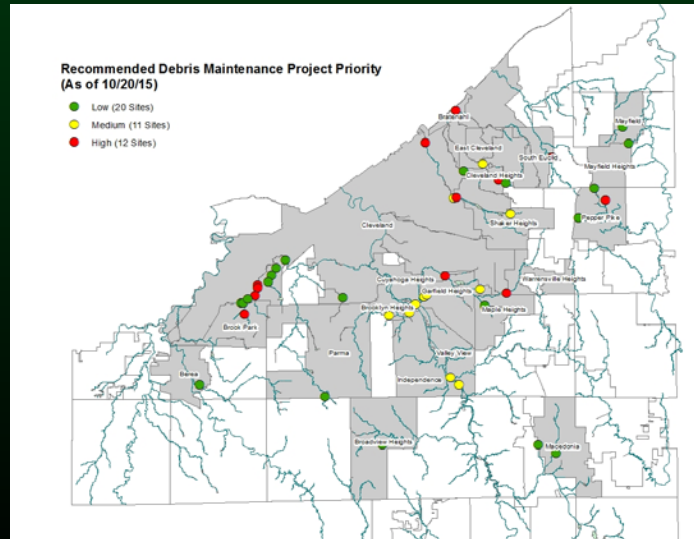 Recommended Debris Maintenance Project Priority
(As of 10/20/15)
Low (20 Sites)
Medium (11 Sites)
High (12 Sites)
Bratenahl
Mayfield
East Cleveland
South Euclid
Mayfield Heights
Cleveland Heights
Pepper Pike
Shaker Heights
Cleveland
Cuyahoga Heights
Warrensville Heights
Garfield Heights
Brooklyn Heights
Maple Heights
Brook Park
Parma
Valley View
Berea
Independence
Broadview Heights
Macedonia